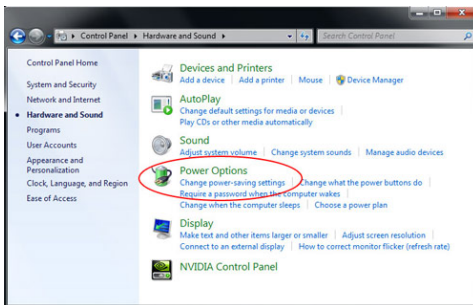 Control Panel ▸ Hardware and Sound ▸
Search Control Panel
Control Panel Home
System and Security
Network and Internet
Hardware and Sound
Programs
User Accounts
Appearance and
Personalization
Clock, Language, and Region
Ease of Access
Devices and Printers
Add a device | Add a printer | Mouse | Device Manager
AutoPlay
Change default settings for media or devices |
Play CDs or other media automatically
Sound
Adjust system volume | Change system sounds | Manage audio devices
Power Options
Change power-saving settings | Change what the power buttons do |
Require a password when the computer wakes |
Change when the computer sleeps | Choose a power plan
Display
Make text and other items larger or smaller | Adjust screen resolution |
Connect to an external display | How to correct monitor flicker (refresh rate)
NVIDIA Control Panel